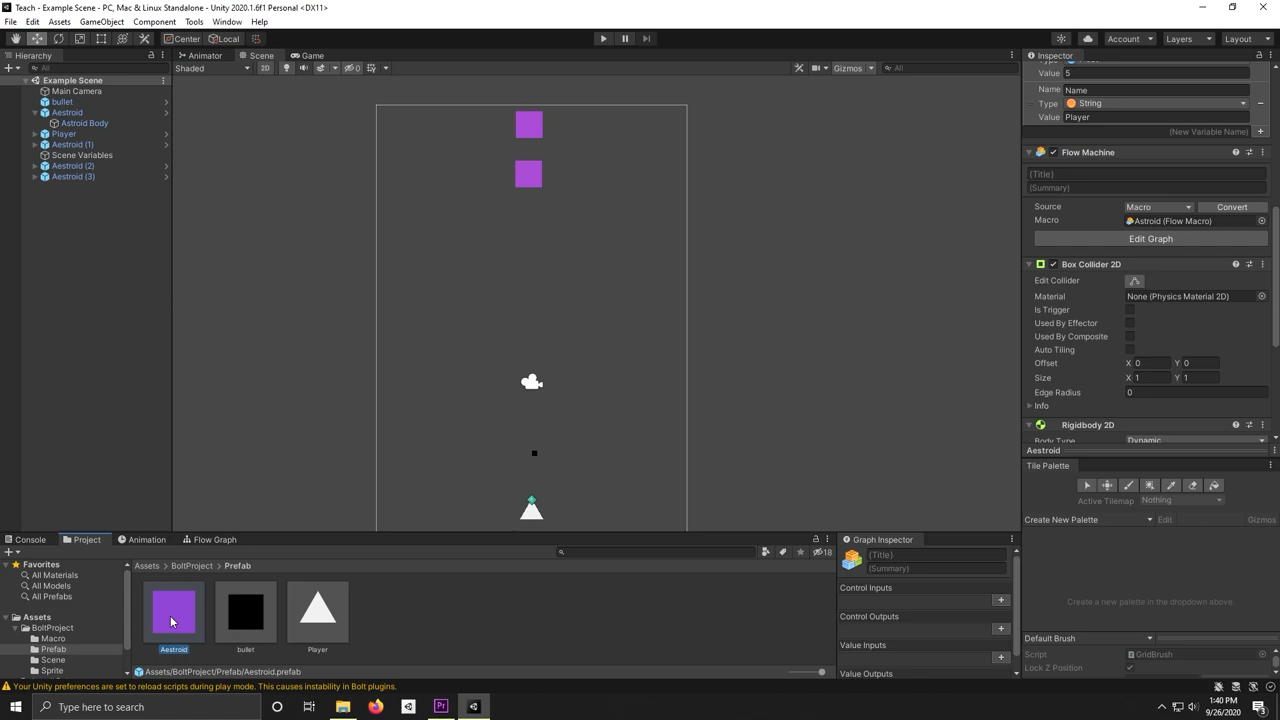 Teach - Example Scene - PC, Mac & Linux Standalone - Unity 2020.1.6f1 Personal <DX11>
File Edit Assets GameObject Component Tools Window Help
Center Local Account Layers Layout
Hierarchy
All
Example Scene
Main Camera
bullet
Aestroid
Astroid Body
Player
Aestroid (1)
Scene Variables
Aestroid (2)
Aestroid (3)
Animator Scene Game
Shaded 2D 0 Gizmos All
Inspector
Value 5
Name Name
Type String
Value Player
(New Variable Name)
Flow Machine
(Title)
(Summary)
Source Macro Convert
Macro Astroid (Flow Macro)
Edit Graph
Box Collider 2D
Edit Collider
Material None (Physics Material 2D)
Is Trigger
Used By Effector
Used By Composite
Auto Tiling
Offset X 0 Y 0
Size X 1 Y 1
Edge Radius 0
Info
Rigidbody 2D
Body Type Dynamic
Aestroid
Tile Palette
Active Tilemap Nothing
Create New Palette Edit Gizmos
Create a new palette in the dropdown above.
Default Brush
Script GridBrush
Lock Z Position
Console Project Animation Flow Graph
18
Favorites
All Materials
All Models
All Prefabs
Assets
BoltProject
Macro
Prefab
Scene
Sprite
Assets > BoltProject > Prefab
Aestroid bullet Player
Assets/BoltProject/Prefab/Aestroid.prefab
Graph Inspector
(Title)
(Summary)
Control Inputs
Control Outputs
Value Inputs
Value Outputs
Your Unity preferences are set to reload scripts during play mode. This causes instability in Bolt plugins.
Type here to search
Pr
1:40 PM
9/26/2020
3